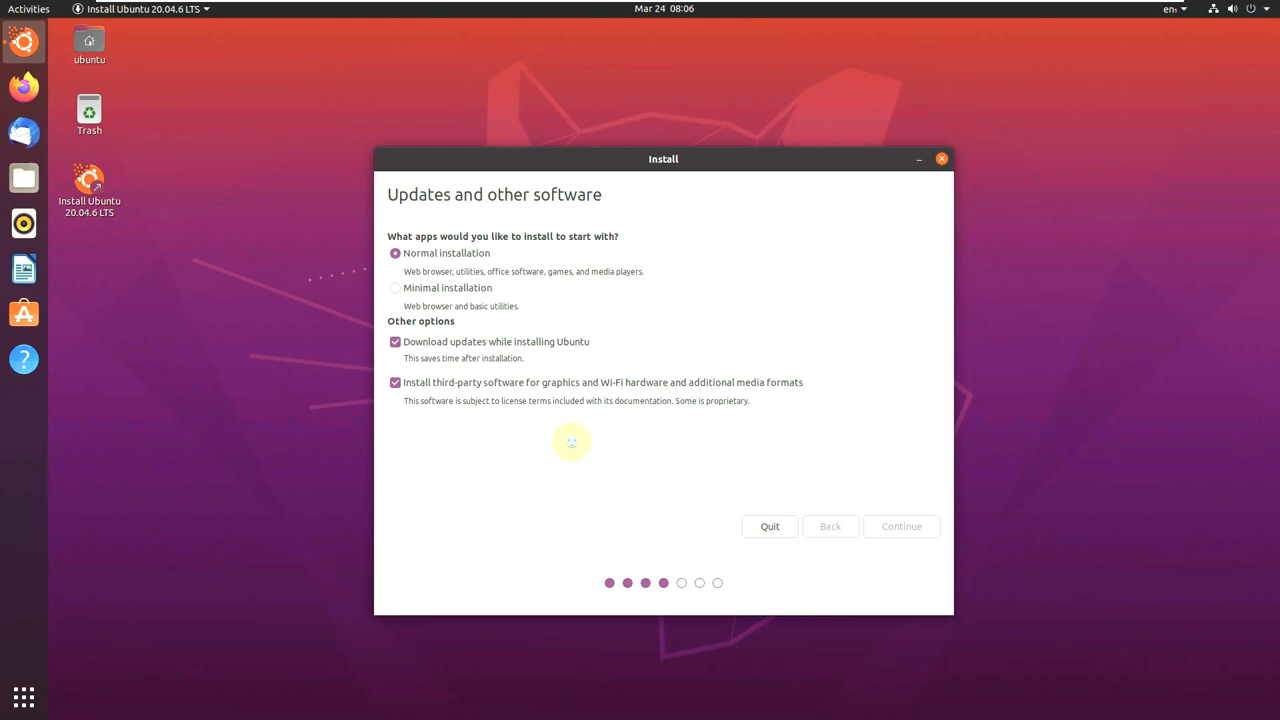 Activities
Install Ubuntu 20.04.6 LTS
Mar 24 08:06
en₁
ubuntu
Trash
Install Ubuntu
20.04.6 LTS
Install
Updates and other software
What apps would you like to install to start with?
Normal installation
Web browser, utilities, office software, games, and media players.
Minimal installation
Web browser and basic utilities.
Other options
Download updates while installing Ubuntu
This saves time after installation.
Install third-party software for graphics and Wi-Fi hardware and additional media formats
This software is subject to license terms included with its documentation. Some is proprietary.
Quit
Back
Continue